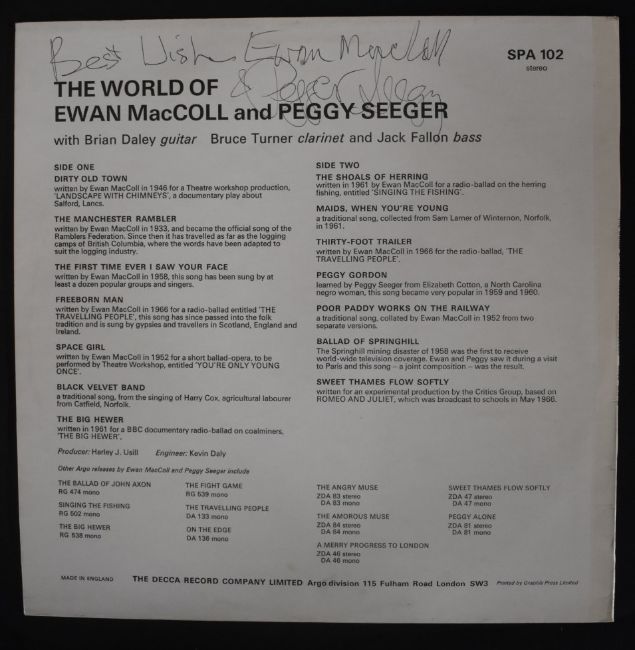 Best Wishes Ewan MacColl
& Peggy Seeger
SPA 102
stereo
THE WORLD OF
EWAN MacCOLL and PEGGY SEEGER
with Brian Daley guitar Bruce Turner clarinet and Jack Fallon bass
SIDE ONE
DIRTY OLD TOWN
written by Ewan MacColl in 1946 for a Theatre workshop production,
'LANDSCAPE WITH CHIMNEYS', a documentary play about
Salford, Lancs.
THE MANCHESTER RAMBLER
written by Ewan MacColl in 1933, and became the official song of the
Ramblers Federation. Since then it has travelled as far as the logging
camps of British Columbia, where the words have been adapted to
suit the logging industry.
THE FIRST TIME EVER I SAW YOUR FACE
written by Ewan MacColl in 1958, this song has been sung by at
least a dozen popular groups and singers.
FREEBORN MAN
written by Ewan MacColl in 1966 for a radio-ballad entitled 'THE
TRAVELLING PEOPLE', this song has since passed into the folk
tradition and is sung by gypsies and travellers in Scotland, England and
Ireland.
SPACE GIRL
written by Ewan MacColl in 1952 for a short ballad-opera, to be
performed by Theatre Workshop, entitled 'YOU'RE ONLY YOUNG
ONCE'.
BLACK VELVET BAND
a traditional song, from the singing of Harry Cox, agricultural labourer
from Catfield, Norfolk.
THE BIG HEWER
written in 1961 for a BBC documentary radio-ballad on coalminers,
'THE BIG HEWER'.
Producer: Harley J. Usill Engineer: Kevin Daly
SIDE TWO
THE SHOALS OF HERRING
written in 1961 by Ewan MacColl for a radio-ballad on the herring
fishing, entitled 'SINGING THE FISHING'.
MAIDS, WHEN YOU'RE YOUNG
a traditional song, collected from Sam Larner of Winternon, Norfolk,
in 1961.
THIRTY-FOOT TRAILER
written by Ewan MacColl in 1966 for the radio-ballad, 'THE
TRAVELLING PEOPLE'.
PEGGY GORDON
learned by Peggy Seeger from Elizabeth Cotton, a North Carolina
negro woman, this song became very popular in 1959 and 1960.
POOR PADDY WORKS ON THE RAILWAY
a traditional song, collated by Ewan MacColl in 1952 from two
separate versions.
BALLAD OF SPRINGHILL
The Springhill mining disaster of 1958 was the first to receive
world-wide television coverage. Ewan and Peggy saw it during a visit
to Paris and this song – a joint composition – was the result.
SWEET THAMES FLOW SOFTLY
written for an experimental production by the Critics Group, based on
ROMEO AND JULIET, which was broadcast to schools in May 1966.
Other Argo releases by Ewan MacColl and Peggy Seeger include
THE BALLAD OF JOHN AXON
RG 474 mono
SINGING THE FISHING
RG 502 mono
THE BIG HEWER
RG 538 mono
THE FIGHT GAME
RG 539 mono
THE TRAVELLING PEOPLE
DA 133 mono
ON THE EDGE
DA 136 mono
THE ANGRY MUSE
ZDA 83 stereo
DA 83 mono
THE AMOROUS MUSE
ZDA 84 stereo
DA 84 mono
A MERRY PROGRESS TO LONDON
ZDA 46 stereo
DA 46 mono
SWEET THAMES FLOW SOFTLY
ZDA 47 stereo
DA 47 mono
PEGGY ALONE
ZDA 81 stereo
DA 81 mono
MADE IN ENGLAND THE DECCA RECORD COMPANY LIMITED Argo division 115 Fulham Road London SW3 Printed by Graphic Press Limited